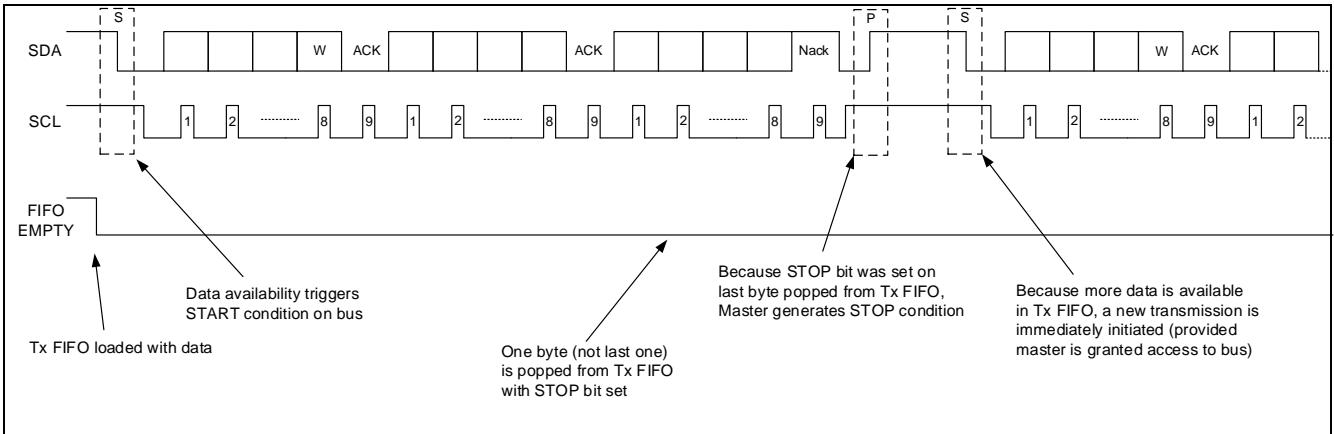 S P S
SDA W ACK ACK Nack W ACK
SCL 1 2 8 9 1 2 8 9 1 2 8 9 1 2 8 9 1 2
FIFO
EMPTY
Data availability triggers
START condition on bus
Tx FIFO loaded with data
One byte (not last one)
is popped from Tx FIFO
with STOP bit set
Because STOP bit was set on
last byte popped from Tx FIFO,
Master generates STOP condition
Because more data is available
in Tx FIFO, a new transmission is
immediately initiated (provided
master is granted access to bus)